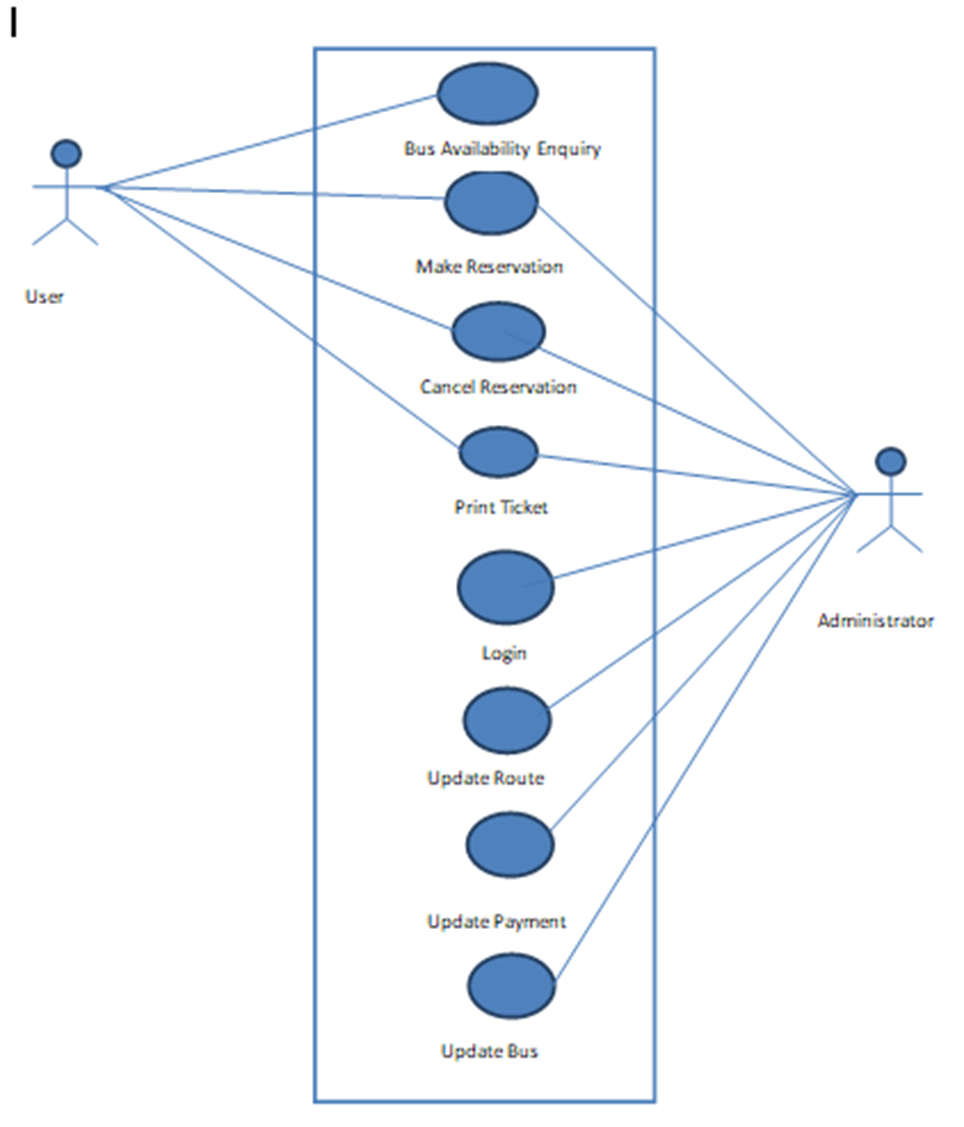 I
Bus Availability Enquiry
User
Make Reservation
Cancel Reservation
Print Ticket
Administrator
Login
Update Route
Update Payment
Update Bus